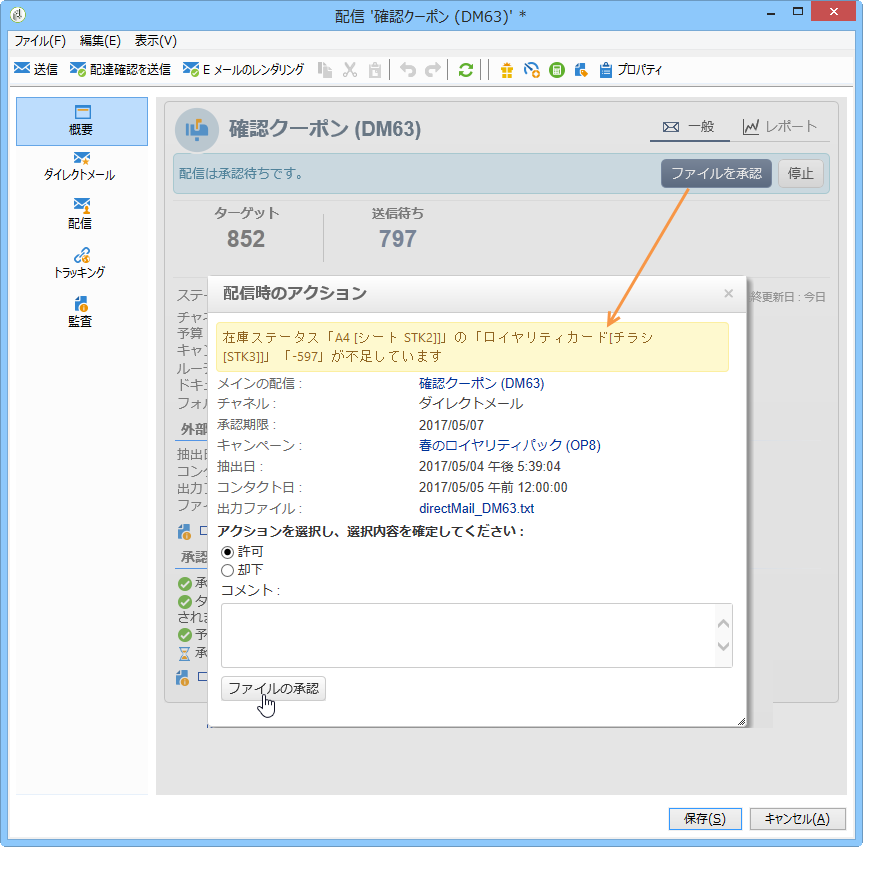 配信 '確認クーポン (DM63)' *
ファイル(F) 編集(E) 表示(V)
送信 配達確認を送信 E メールのレンダリング プロパティ
概要
ダイレクトメール
配信
トラッキング
監査
確認クーポン (DM63)
一般 レポート
配信は承認待ちです。
ファイルを承認 停止
ターゲット 送信待ち
852 797
終更新日 : 今日
ステー
チャネ
予算
キャン
ルー
ドキュ
フォル
外部
抽出日
コンタ
出力フ
ファイ
承認
配信時のアクション
在庫ステータス「A4 [シート STK2]]」の「ロイヤリティカード[チラシ
[STK3]]」「-597」が不足しています
メインの配信 : 確認クーポン (DM63)
チャネル : ダイレクトメール
承認期限 : 2017/05/07
キャンペーン : 春のロイヤリティパック (OP8)
抽出日 : 2017/05/04 午後 5:39:04
コンタクト日 : 2017/05/05 午前 12:00:00
出力ファイル : directMail_DM63.txt
アクションを選択し、選択内容を確定してください :
許可
却下
コメント :
ファイルの承認
保存(S) キャンセル(A)